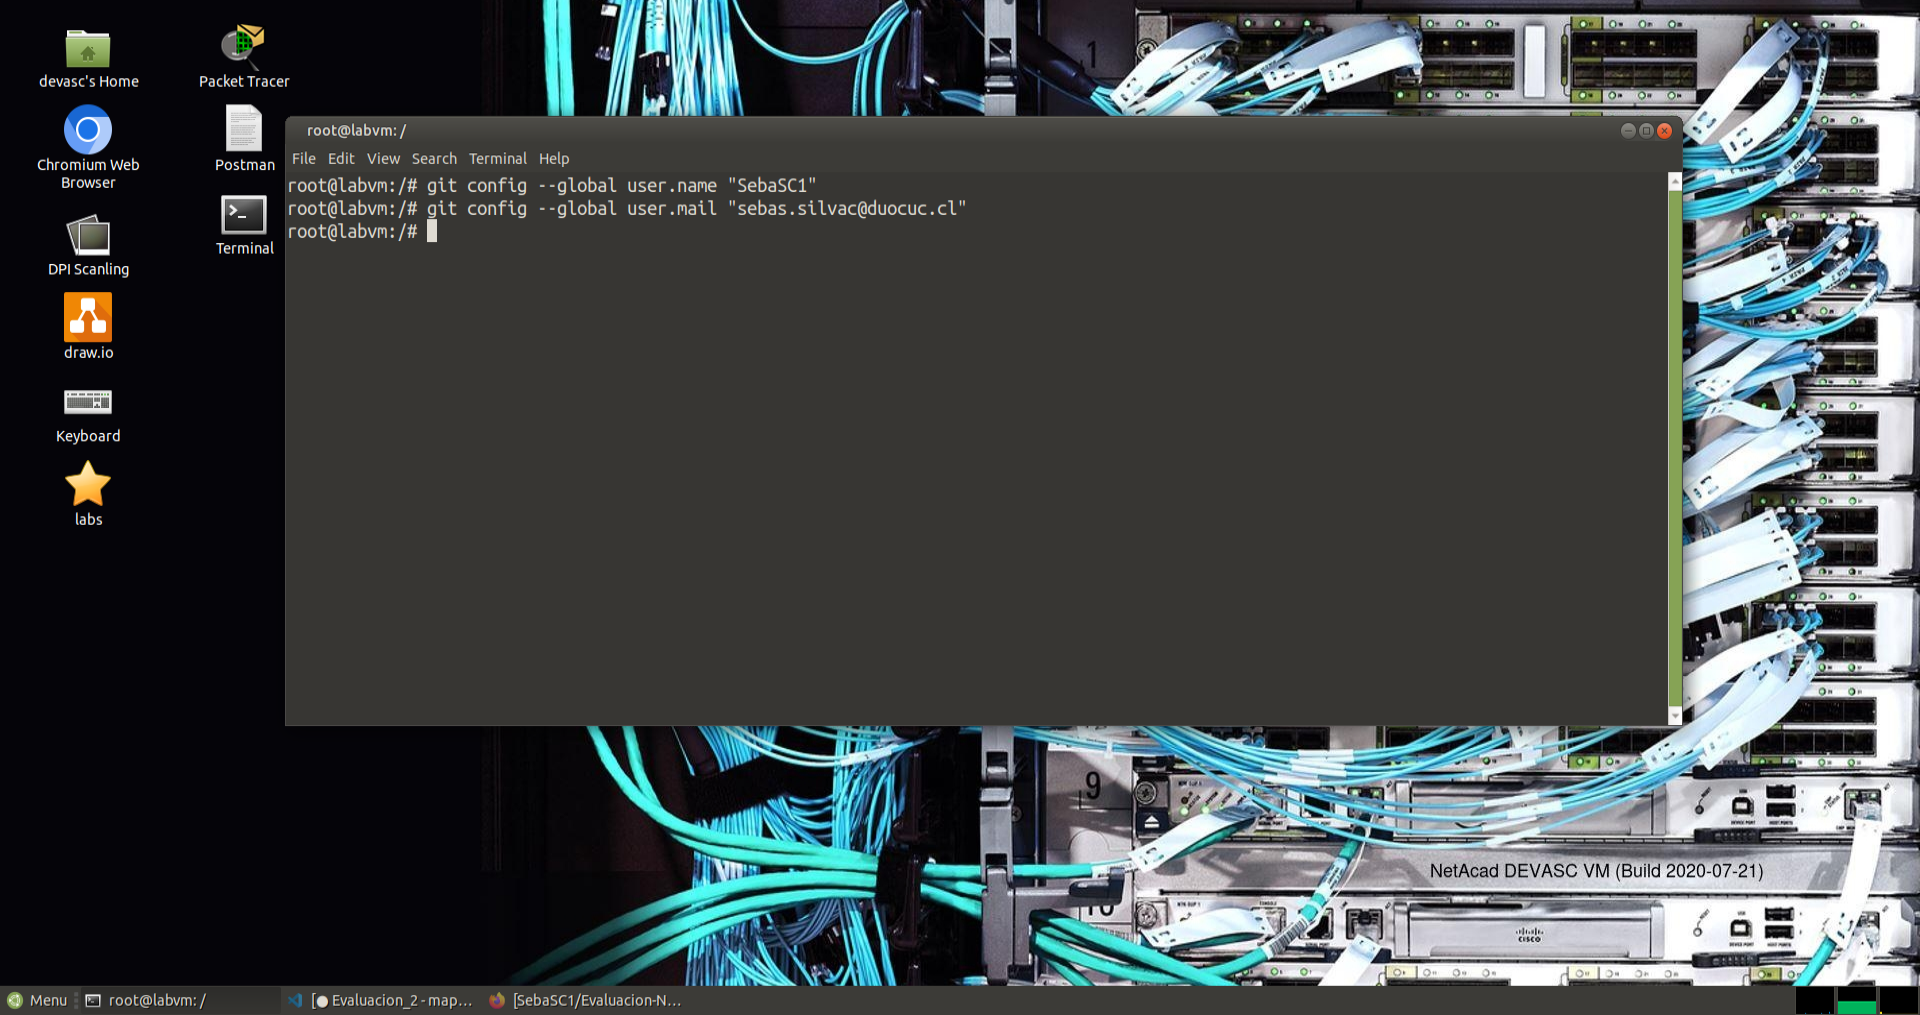 devasc's Home
Packet Tracer
Chromium Web
Browser
Postman
DPI Scanling
Terminal
draw.io
Keyboard
labs
root@labvm: /
File Edit View Search Terminal Help
root@labvm:/# git config --global user.name "SebaSC1"
root@labvm:/# git config --global user.mail "sebas.silvac@duocuc.cl"
root@labvm:/#
1
9
10
NetAcad DEVASC VM (Build 2020-07-21)
cisco
Menu
root@labvm: /
[● Evaluacion_2 - map...
[SebaSC1/Evaluacion-N...